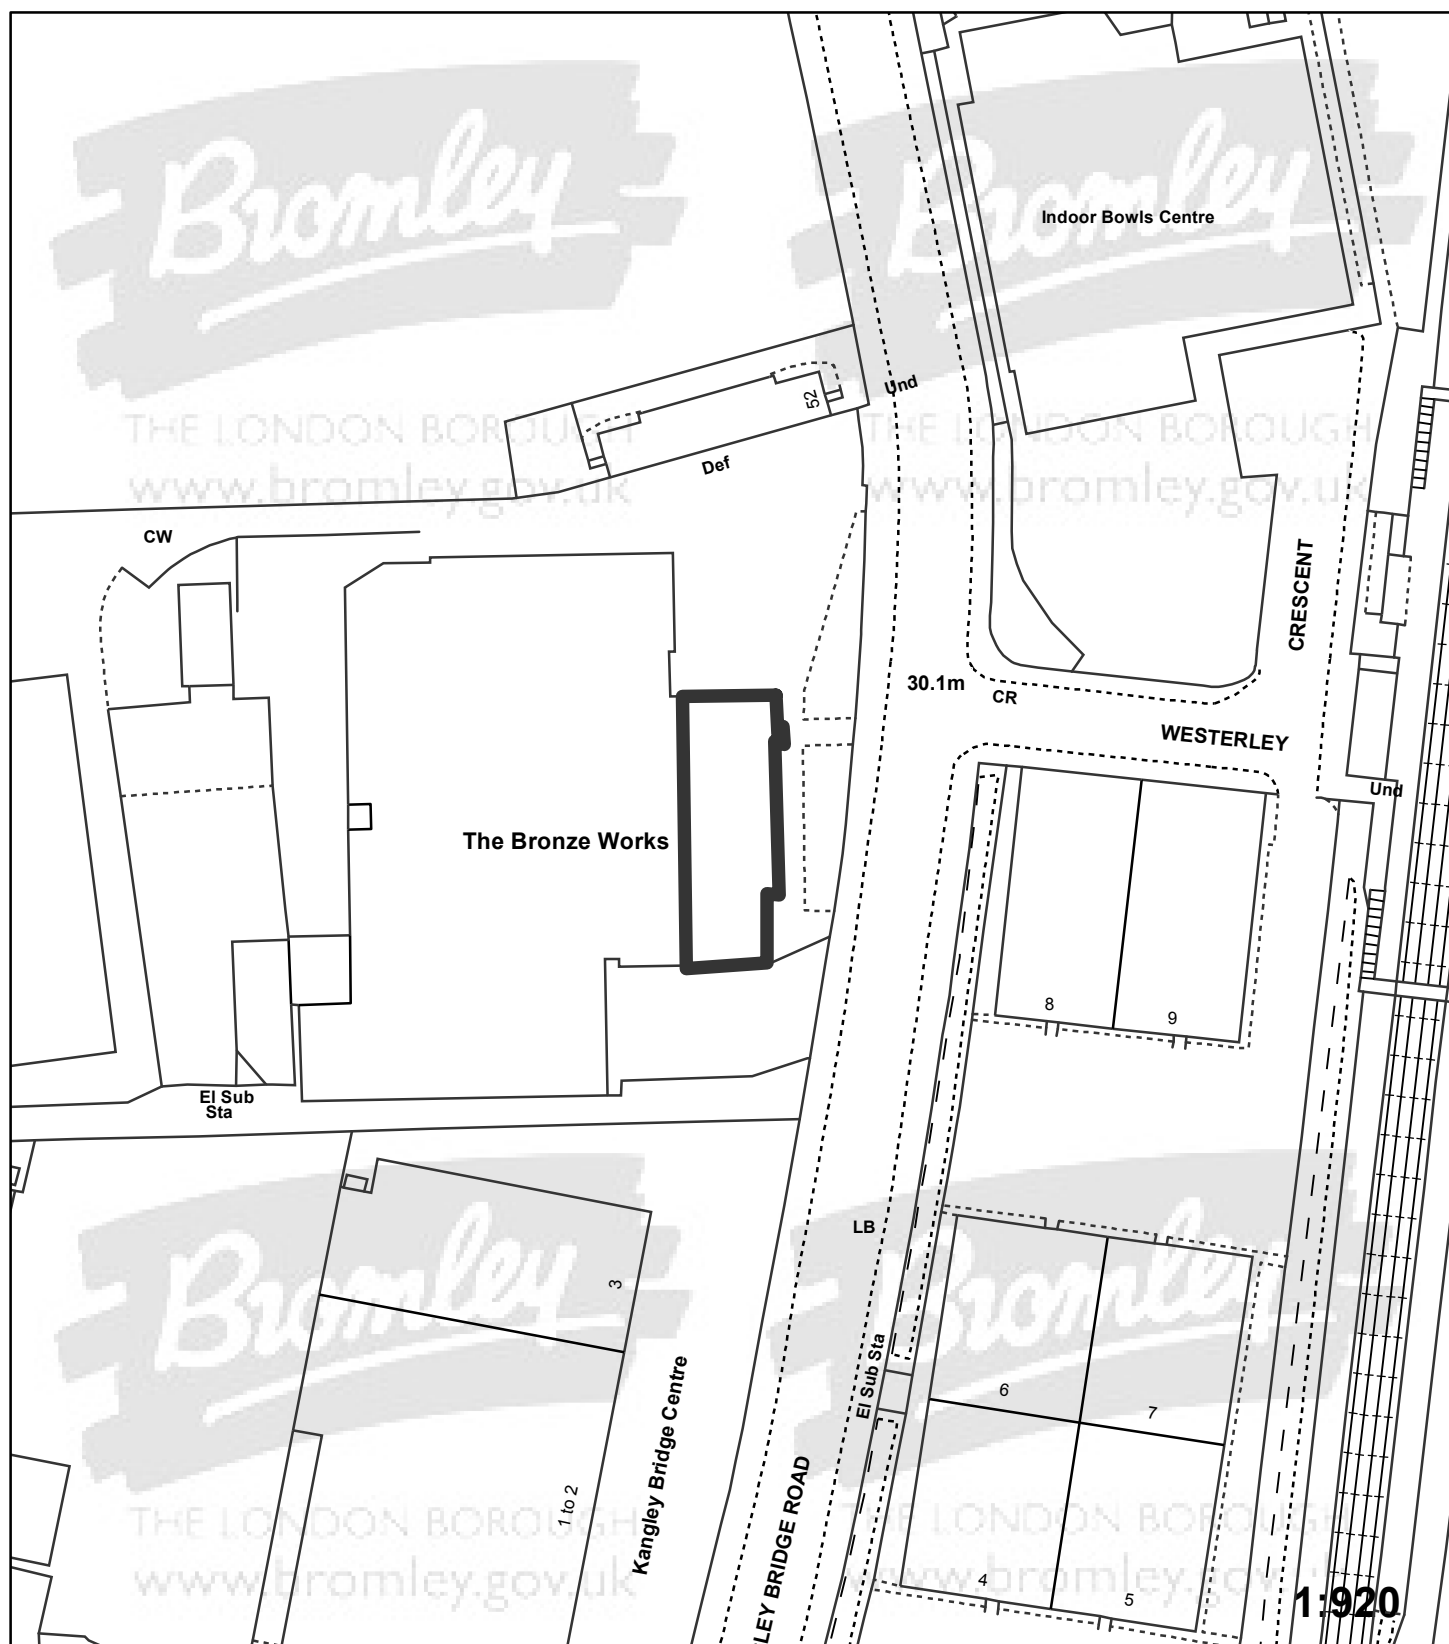 Bromley
THE LONDON BOROUGH
www.bromley.gov.uk
Bromley
THE LONDON BOROUGH
www.bromley.gov.uk
Indoor Bowls Centre
Und
52
Def
CW
CRESCENT
30.1m
CR
WESTERLEY
Und
The Bronze Works
8
9
El Sub
Sta
LB
3
El Sub Sta
6
7
Kangley Bridge Centre
1 to 2
LEY BRIDGE ROAD
4
5
Bromley
THE LONDON BOROUGH
www.bromley.gov.uk
Bromley
THE LONDON BOROUGH
www.bromley.gov.uk
1:920